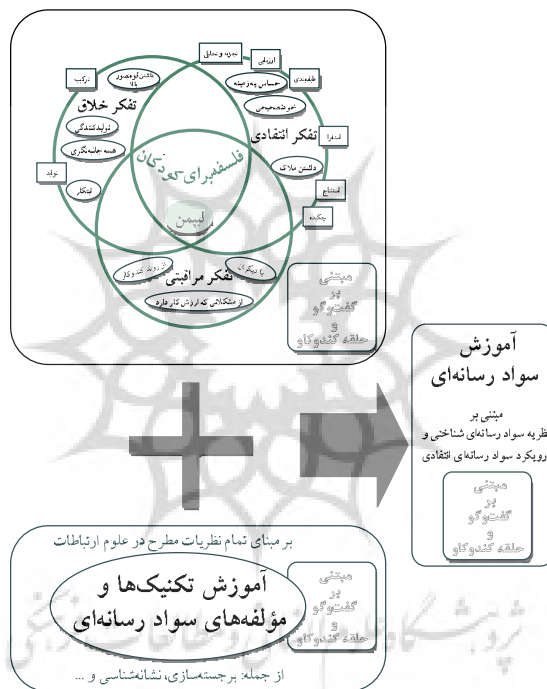 تجزیه و تحلیل
ارزیابی
طبقه‌بندی
حساس به زمینه
خودتصحیحی
تفکر انتقادی
استقرا
داشتن ملاک
استنتاج
چکیده
ترکیب
تفکر خلاق
تولیدکنندگی
همه جانبه‌نگری
تولد
ابتکار
فلسفه برای کودکان
لیپمن
از روند کندوکاو
با دیگران
تفکر مراقبتی
از مشکلاتی که ارزش کار دارد
مبتنی
بر
گفت‌وگو
و
حلقه کندوکاو
آموزش
سواد رسانه‌ای
مبتنی بر
نظریه سواد رسانه‌ای شناختی و
رویکرد سواد رسانه‌ای انتقادی
مبتنی
بر
گفت‌وگو
و
حلقه کندوکاو
بر مبنای تمام نظریات مطرح در علوم ارتباطات
آموزش تکنیک‌ها و
مؤلفه‌های سواد رسانه‌ای
مبتنی
بر
گفت‌وگو
و
حلقه کندوکاو
از جمله: برجسته‌سازی، نشانه‌شناسی و ...